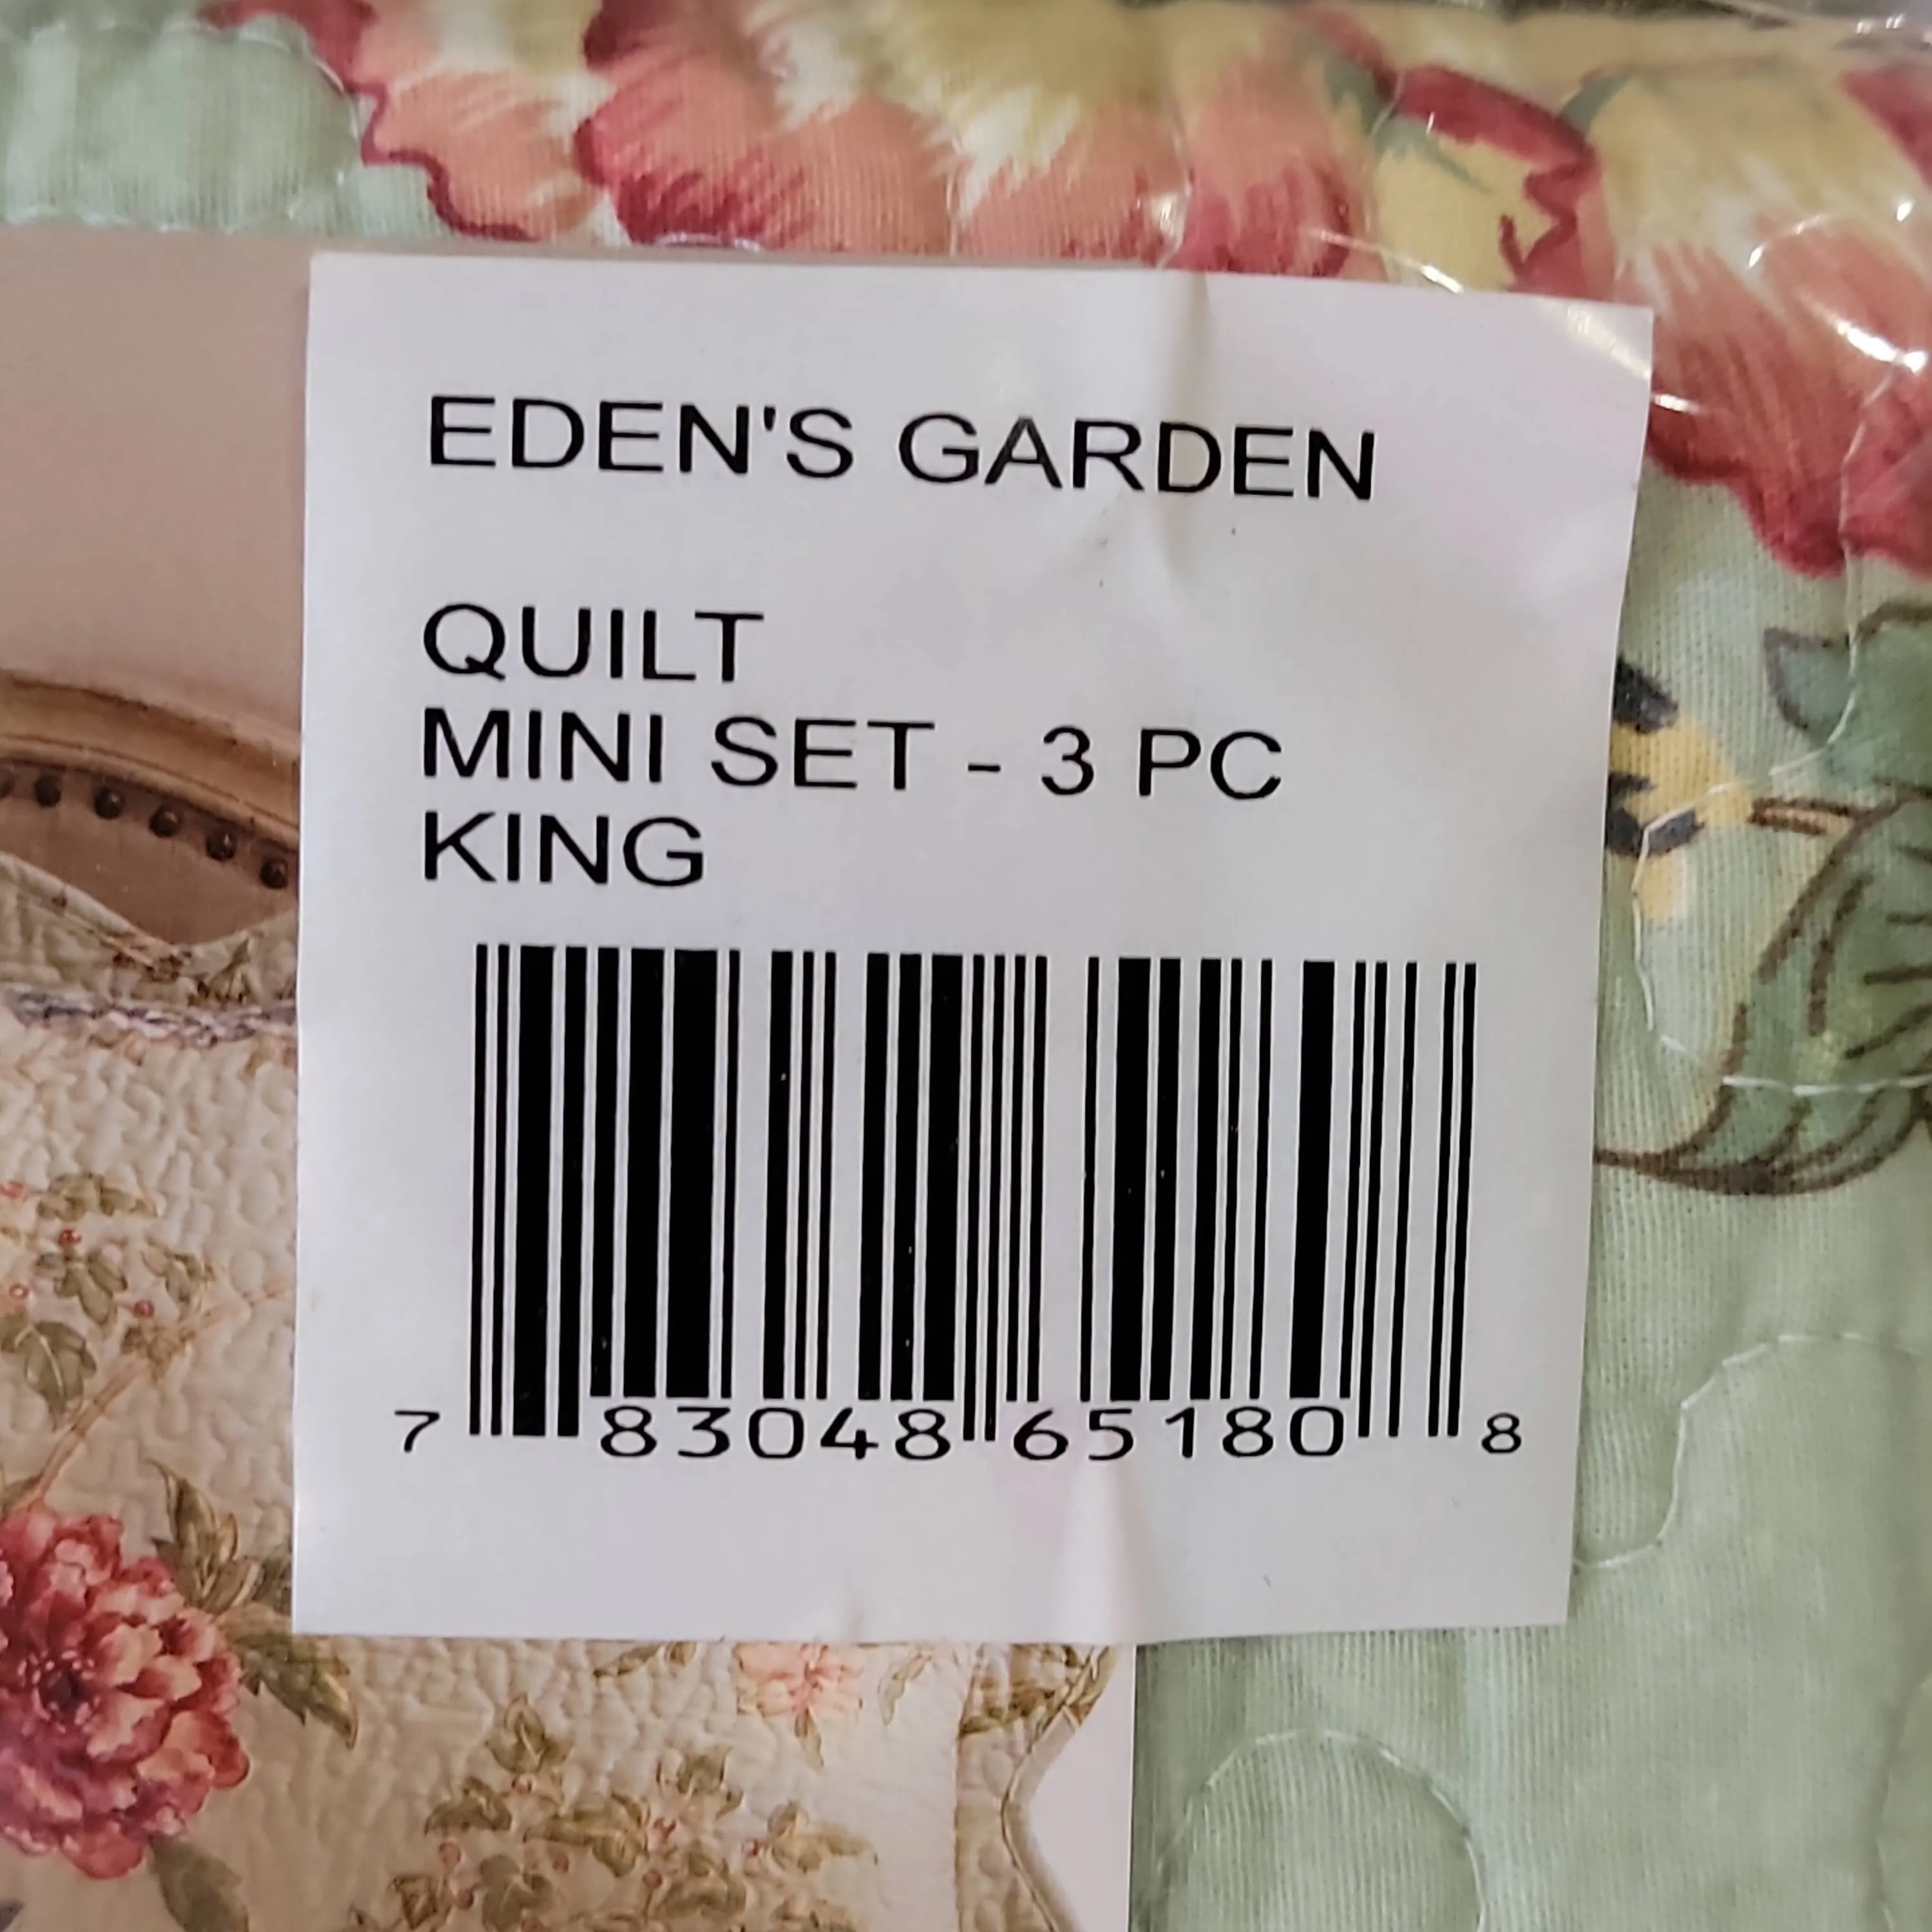 EDEN'S GARDEN
QUILT
MINI SET - 3 PC
KING
7 83048 65180 8